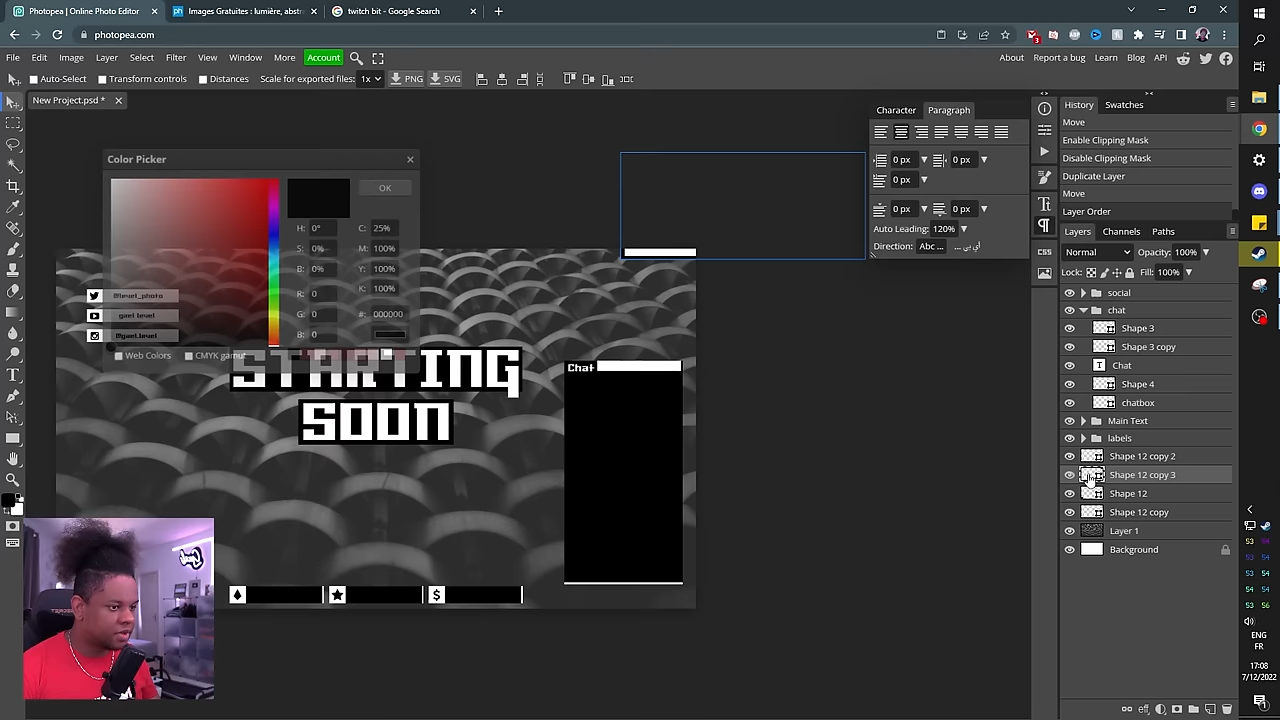 Photopea | Online Photo Editor
Images Gratuites : lumière, abstr
twitch bit - Google Search
photopea.com
File Edit Image Layer Select Filter View Window More Account
About Report a bug Learn Blog API
Auto-Select Transform controls Distances Scale for exported files: 1x PNG SVG
New Project.psd *
Character Paragraph
0 px 0 px
0 px
0 px 0 px
Auto Leading: 120%
Direction: Abc ...
History Swatches
Move
Enable Clipping Mask
Disable Clipping Mask
Duplicate Layer
Move
Layer Order
Layers Channels Paths
Normal Opacity: 100%
Lock: Fill: 100%
social
chat
Shape 3
Shape 3 copy
Chat
Shape 4
chatbox
Main Text
labels
Shape 12 copy 2
Shape 12 copy 3
Shape 12
Shape 12 copy
Layer 1
Background
CSS
Color Picker
OK
H: 0° C: 25%
S: 0% M: 100%
B: 0% Y: 100%
K: 100%
R: 0
G: 0 #: 000000
B: 0
Web Colors CMYK gamut
@level_photo
gael level
@gael.level
STARTING
SOON
Chat
ENG
FR
17:08
7/12/2022